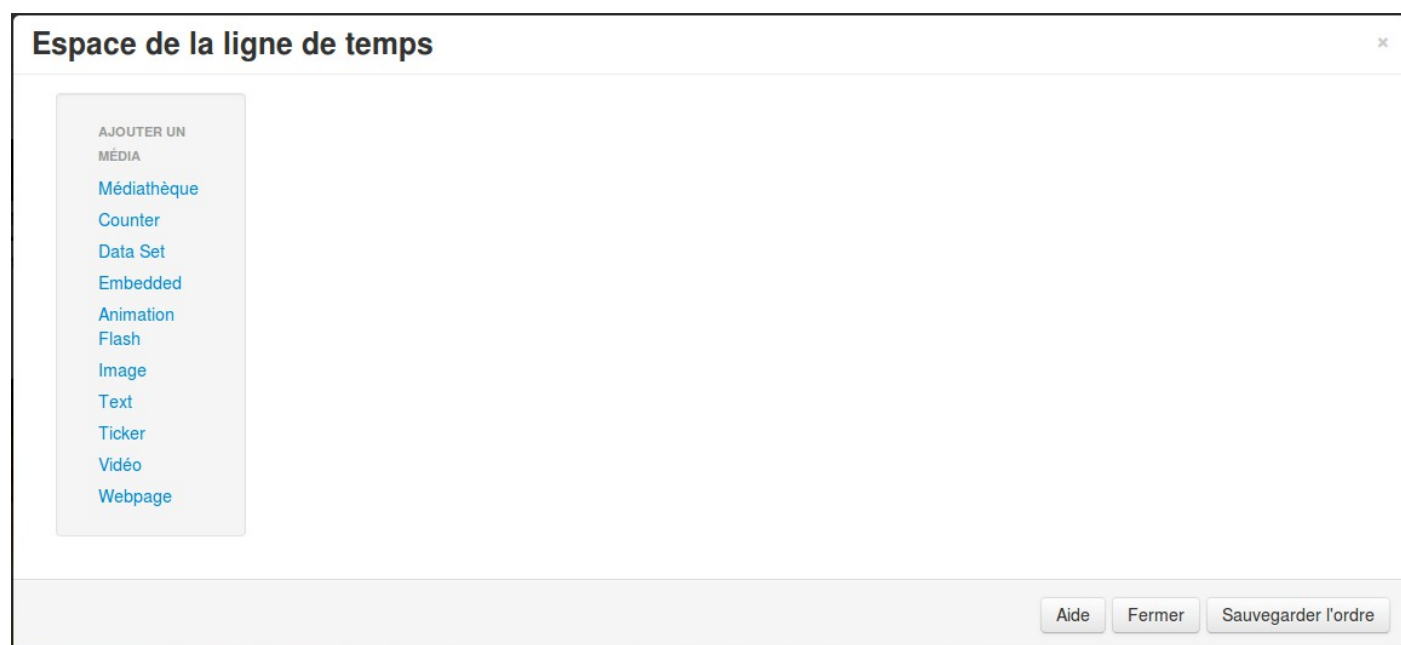 Espace de la ligne de temps
×
AJOUTER UN
MÉDIA
Médiathèque
Counter
Data Set
Embedded
Animation
Flash
Image
Text
Ticker
Vidéo
Webpage
Aide Fermer Sauvegarder l'ordre